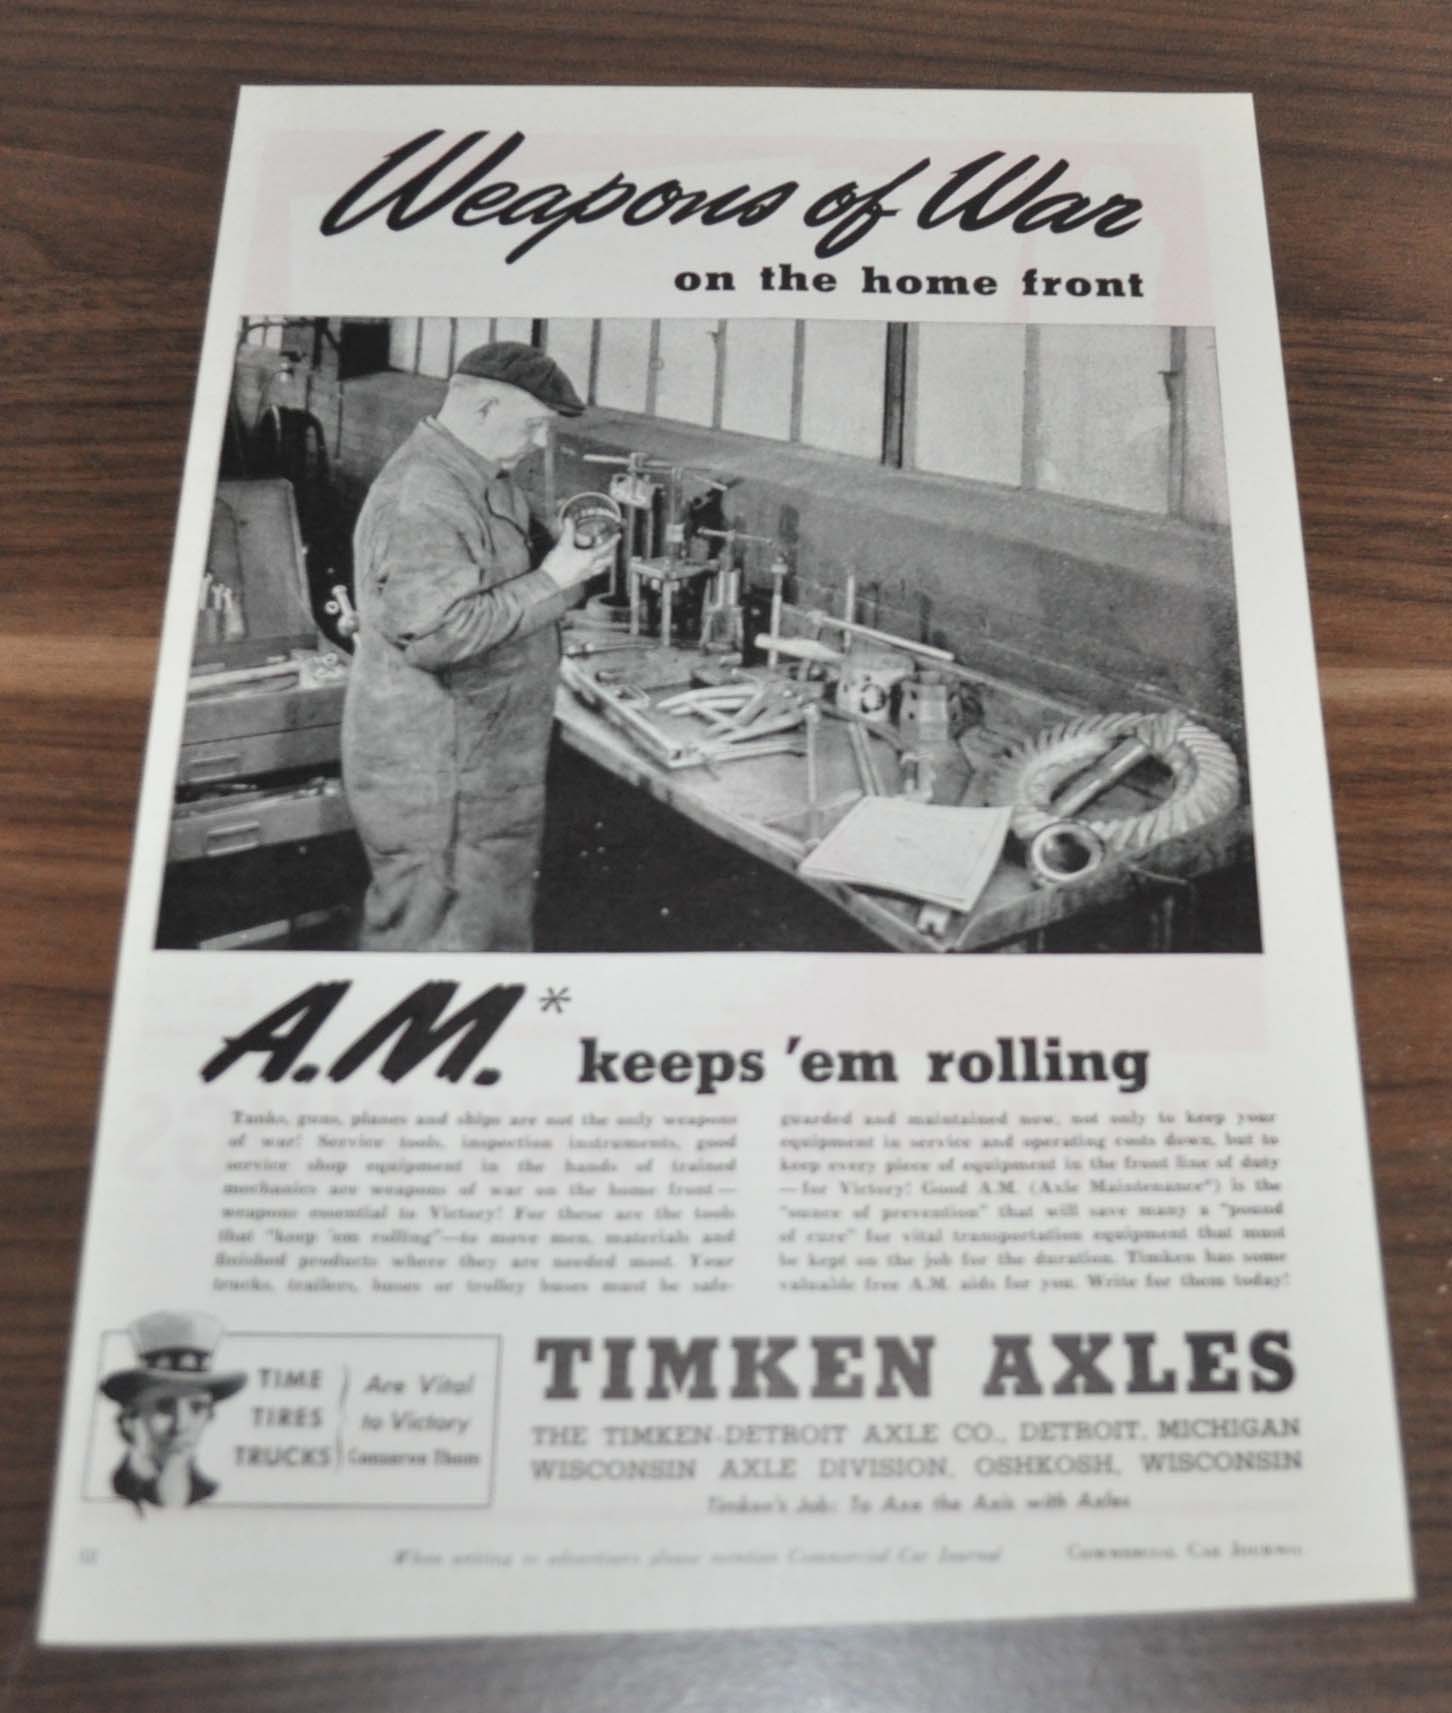 Weapons of War
on the home front
A.M.*
keeps 'em rolling
Tanks, guns, planes and ships are not the only weapons
of war! Service tools, inspection instruments, good
service shop equipment in the hands of trained
mechanics are weapons of war on the home front—
weapons essential to Victory! For these are the tools
that "keep 'em rolling"—to move men, materials and
finished products where they are needed most. Your
trucks, trailers, buses or trolley buses must be safe-
guarded and maintained now, not only to keep your
equipment in service and operating costs down, but to
keep every piece of equipment in the front line of duty
—for Victory! Good A.M. (Axle Maintenance*) is the
"ounce of prevention" that will save many a "pound
of cure" for vital transportation equipment that must
be kept on the job for the duration. Timken has some
valuable free A.M. aids for you. Write for them today!
TIME
TIRES
TRUCKS
Are Vital
to Victory
Conserve Them
TIMKEN AXLES
THE TIMKEN-DETROIT AXLE CO., DETROIT, MICHIGAN
WISCONSIN AXLE DIVISION, OSHKOSH, WISCONSIN
Timken's Job: To Axe the Axis with Axles
When writing to advertisers please mention Commercial Car Journal
COMMERCIAL CAR JOURNAL